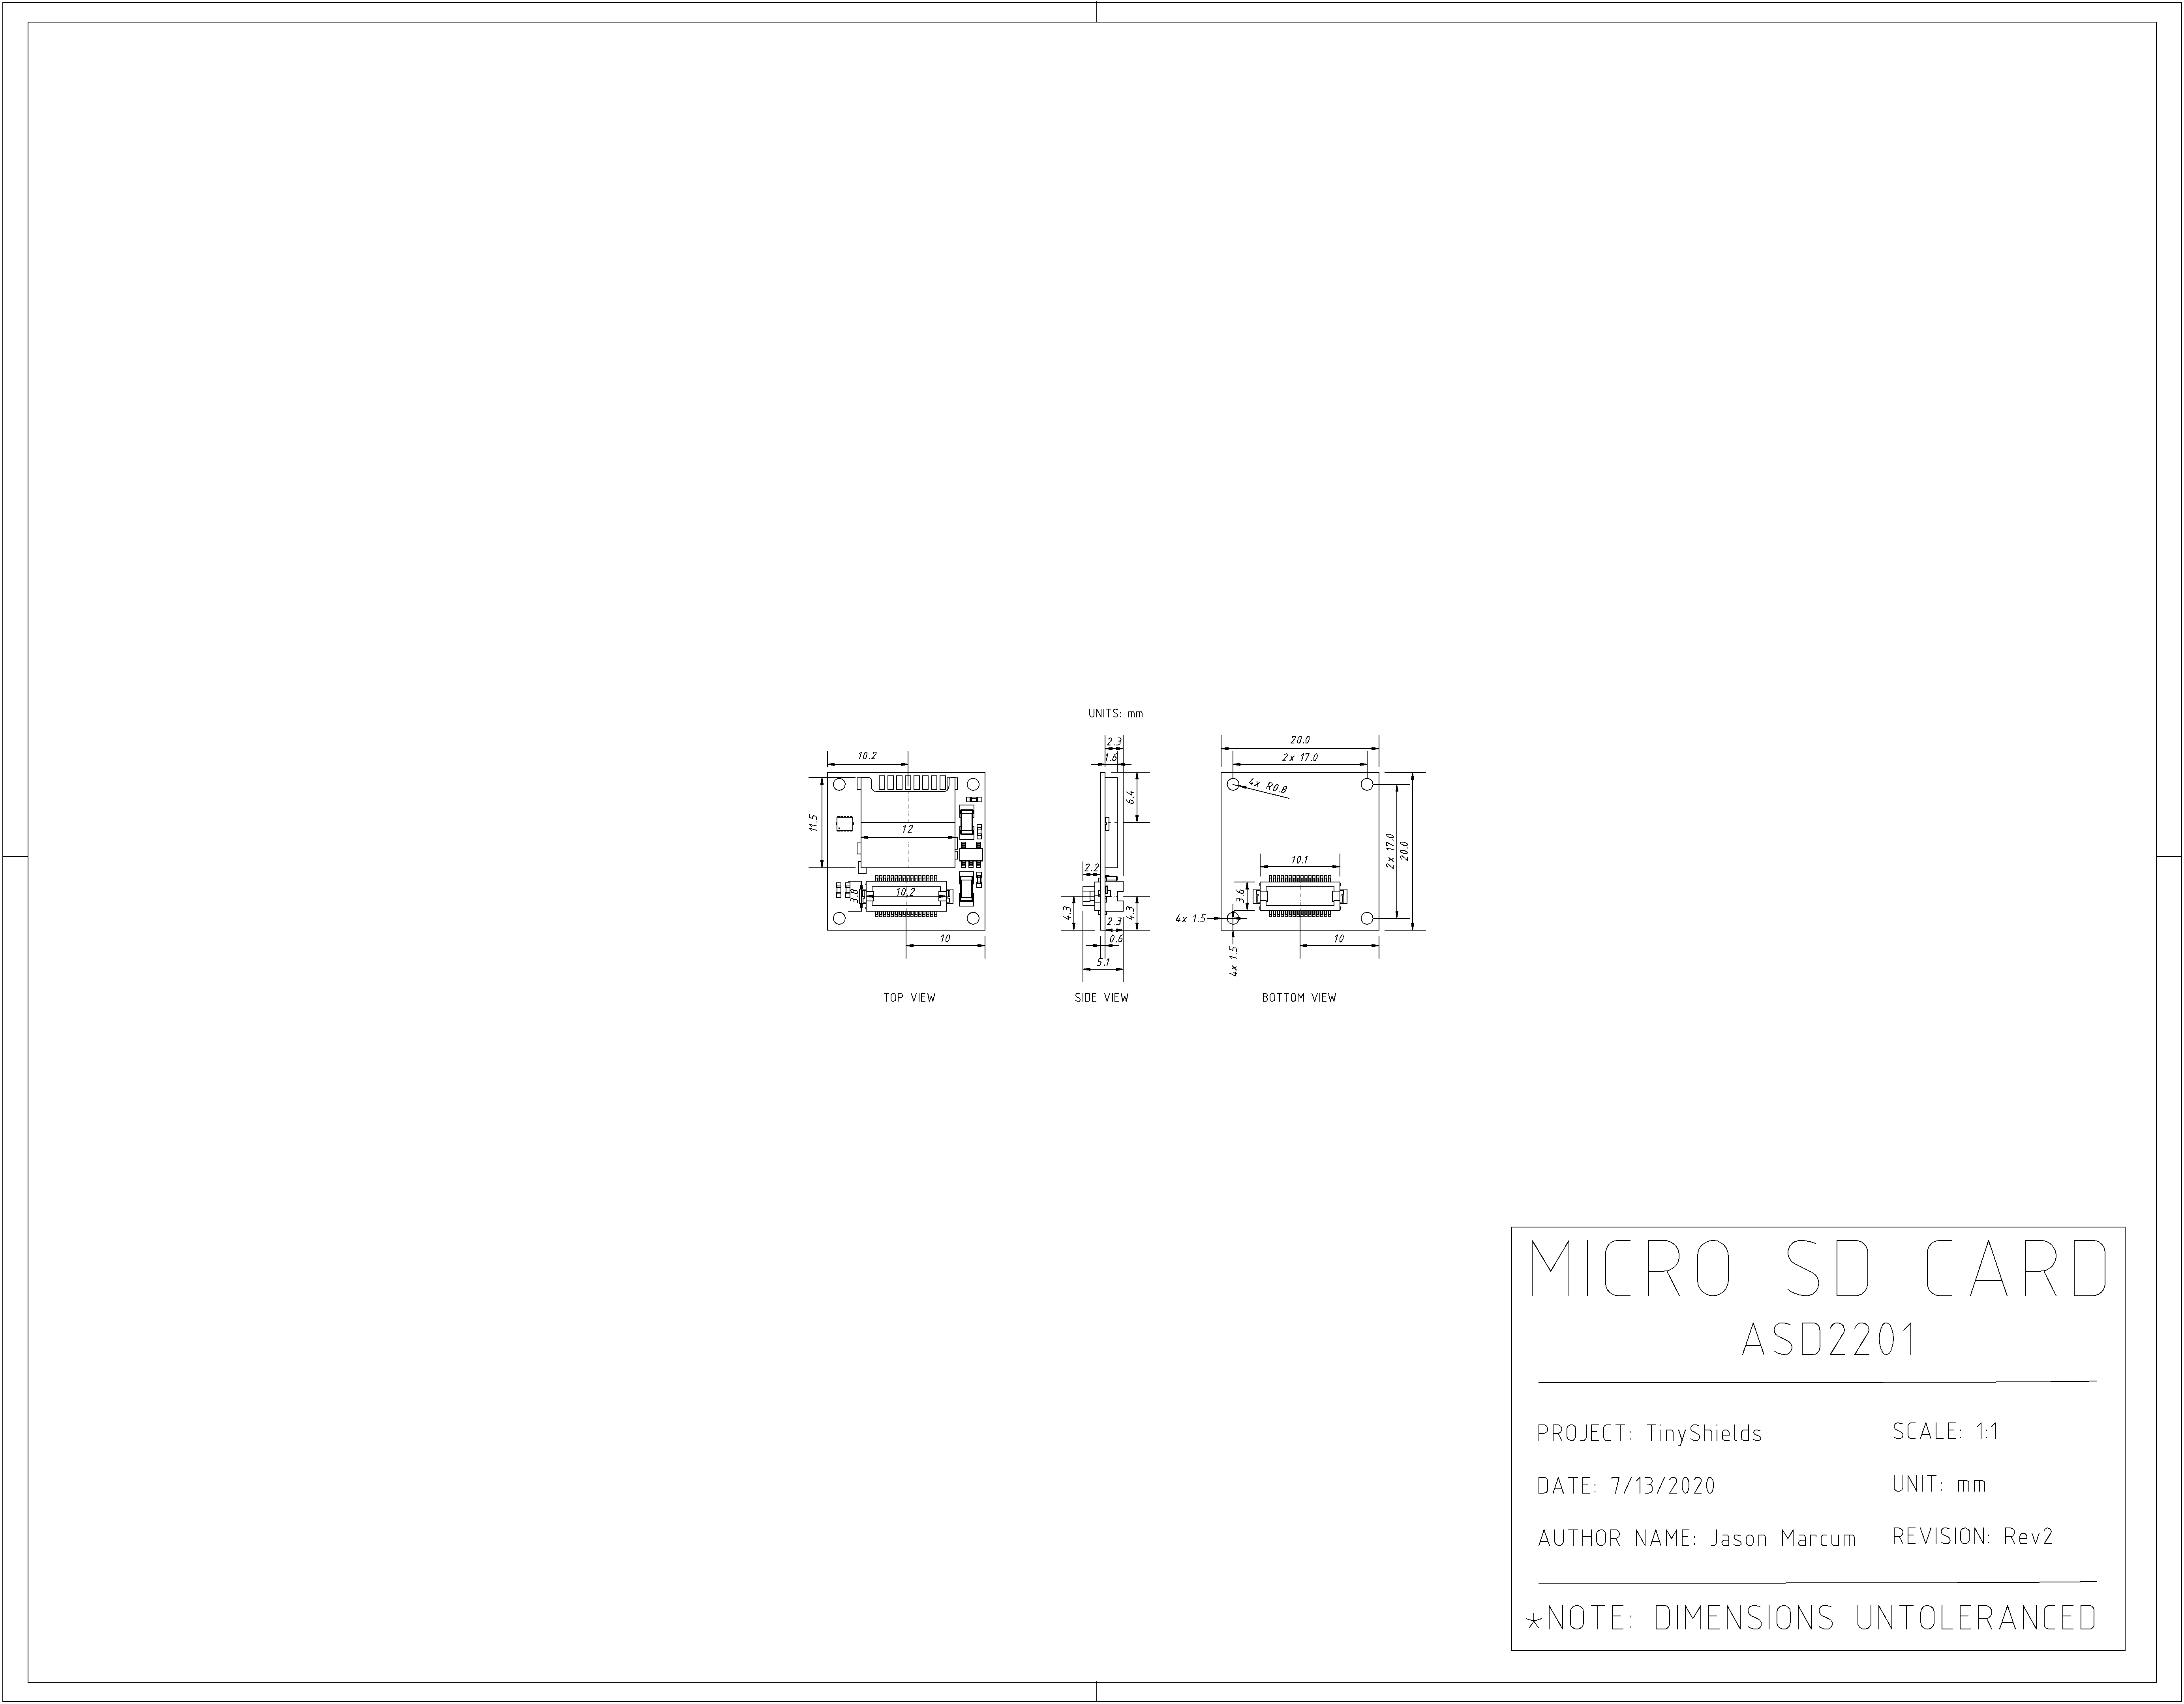 UNITS: mm
10.2
11.5
12
3.8
10.2
10
TOP VIEW
2.3
1.6
6.4
2.2
4.3
4.3
2.3
0.6
5.1
SIDE VIEW
20.0
2x 17.0
4x R0.8
2x 17.0
20.0
10.1
3.6
4x 1.5
4x 1.5
10
BOTTOM VIEW
MICRO SD CARD
ASD2201
PROJECT: TinyShields
SCALE: 1:1
DATE: 7/13/2020
UNIT: mm
AUTHOR NAME: Jason Marcum
REVISION: Rev2
*NOTE: DIMENSIONS UNTOLERANCED